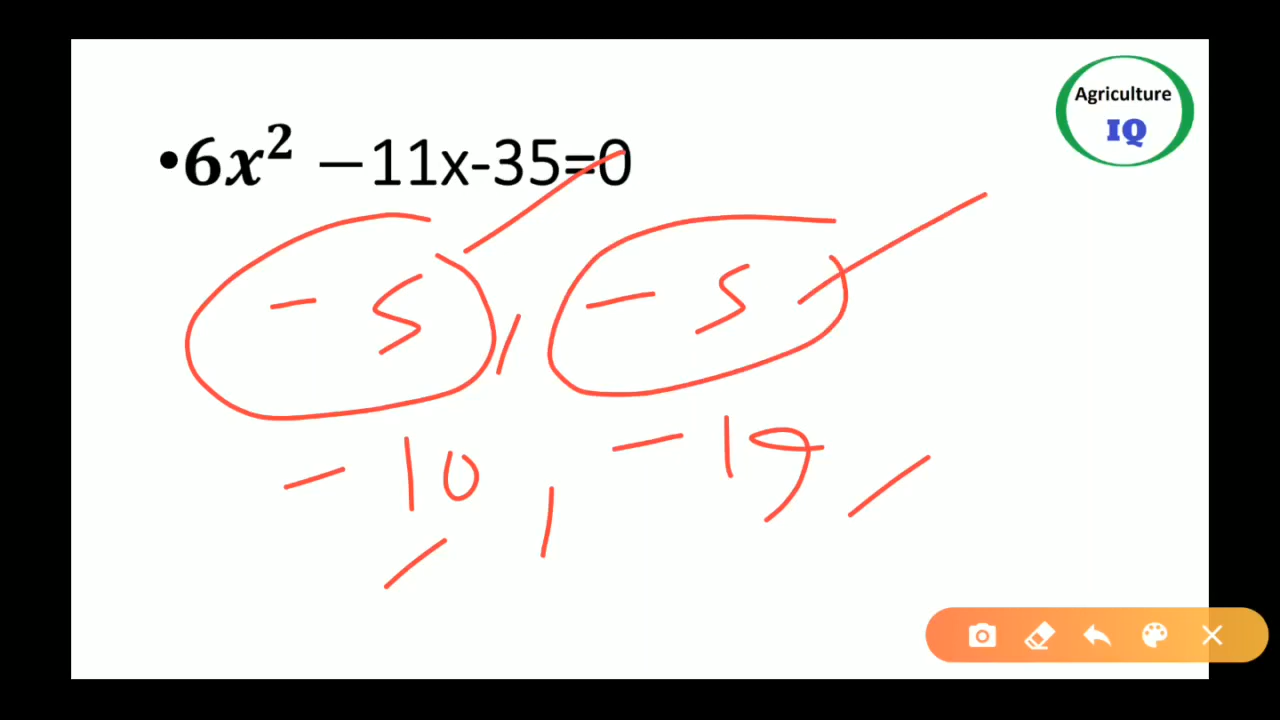 Agriculture
IQ
•6x² −11x-35=0
- 5, - 5
- 10, - 19